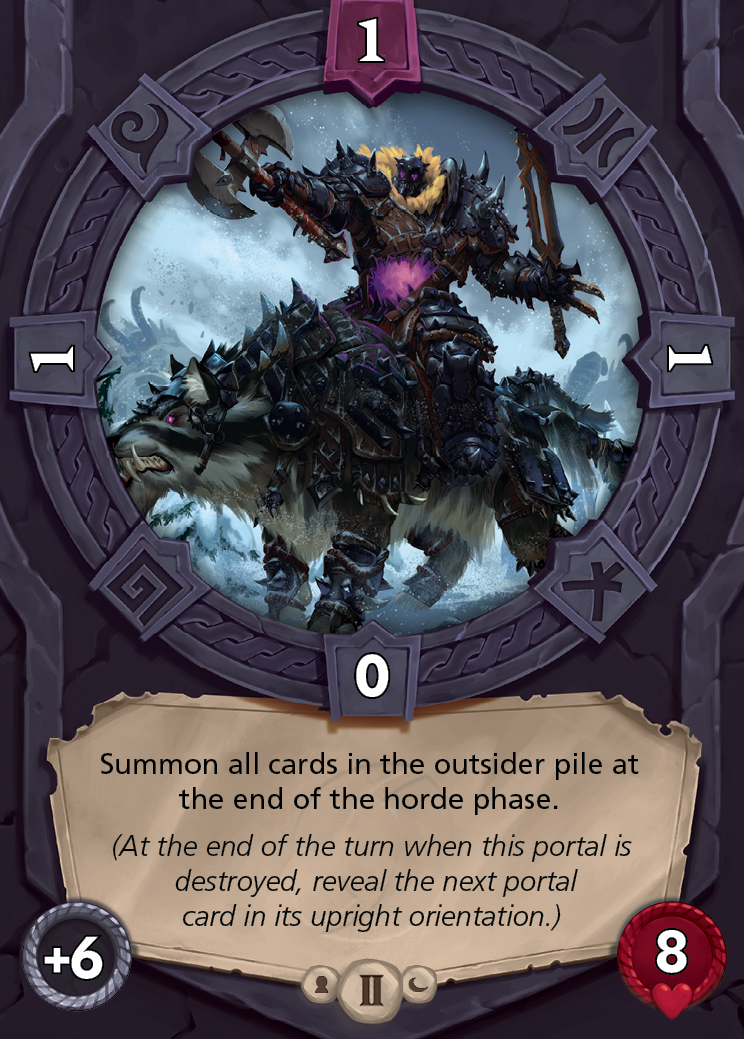 1
1
1
0
Summon all cards in the outsider pile at
the end of the horde phase.
(At the end of the turn when this portal is
destroyed, reveal the next portal
card in its upright orientation.)
+6
8
II